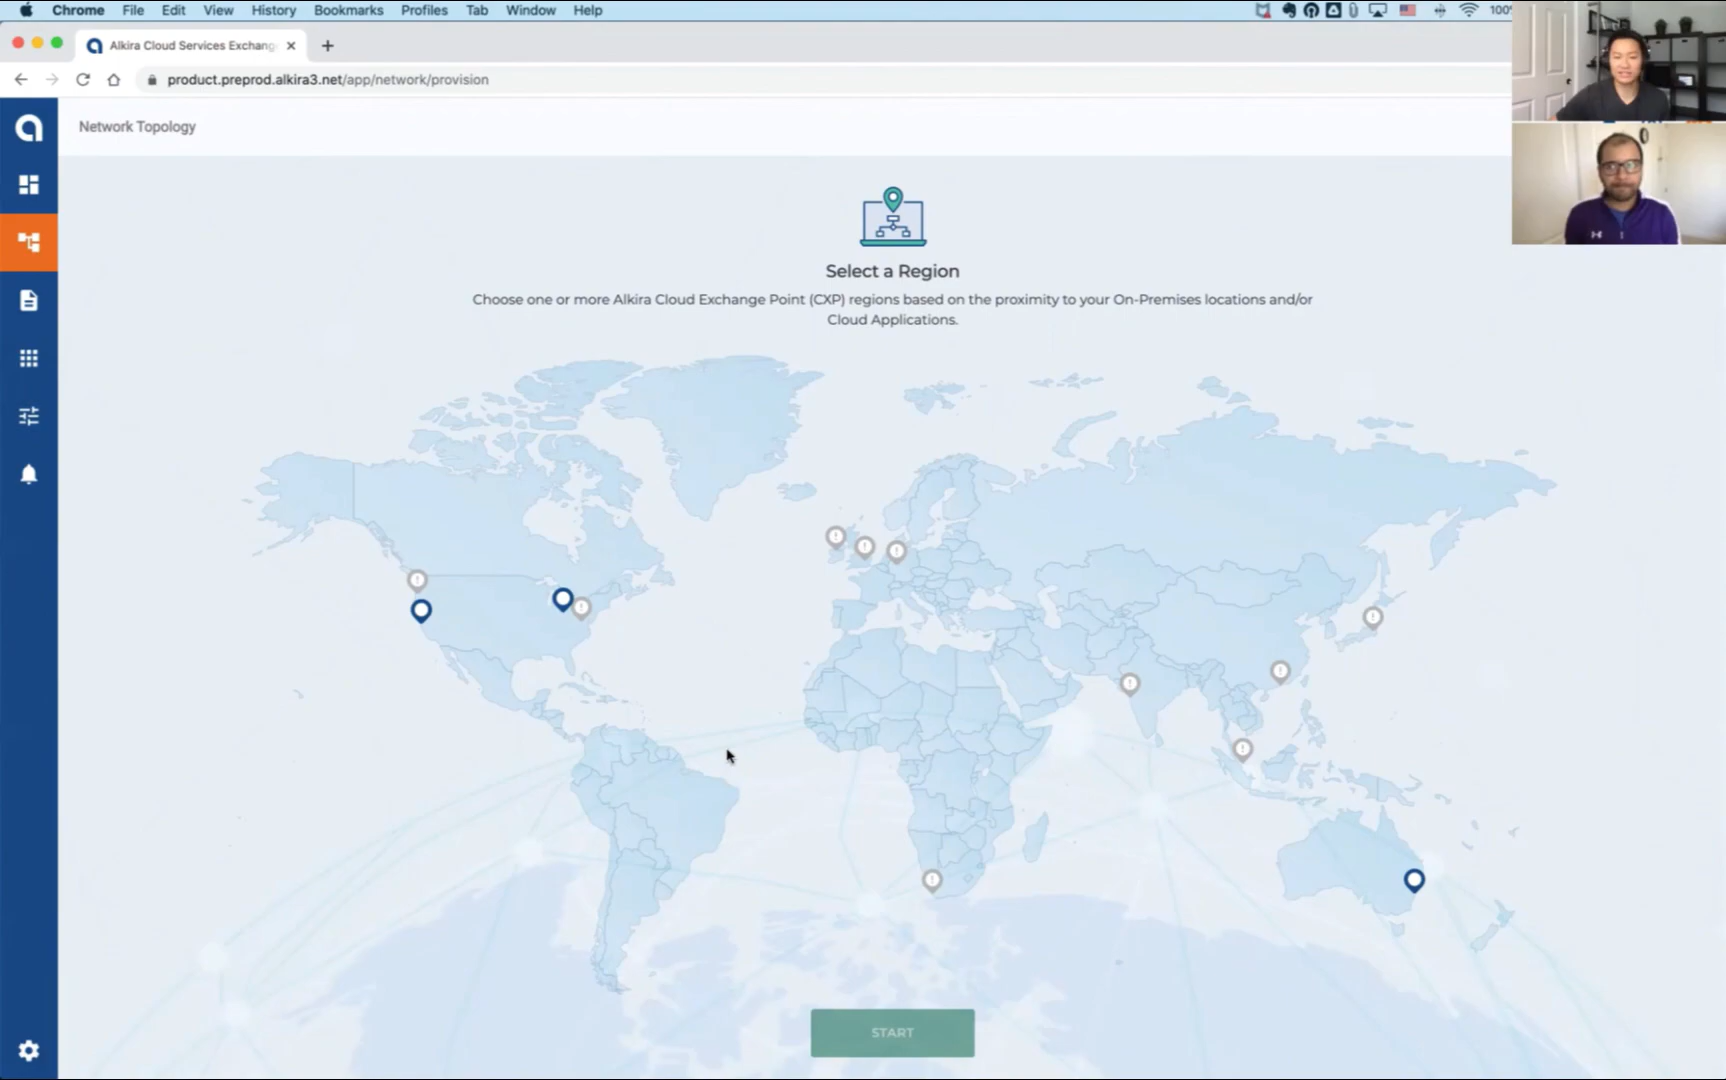 Chrome File Edit View History Bookmarks Profiles Tab Window Help
100%
Alkira Cloud Services Exchang
product.preprod.alkira3.net/app/network/provision
Network Topology
Select a Region
Choose one or more Alkira Cloud Exchange Point (CXP) regions based on the proximity to your On-Premises locations and/or
Cloud Applications.
START